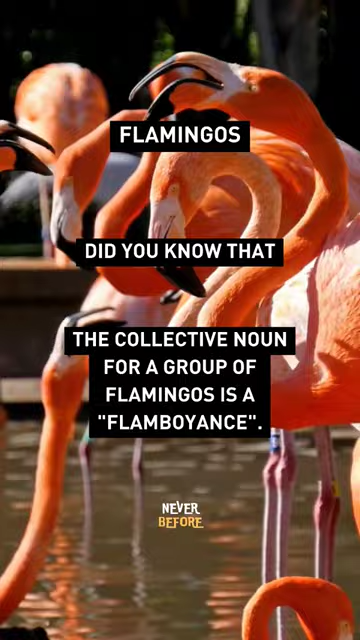 FLAMINGOS
DID YOU KNOW THAT
THE COLLECTIVE NOUN
FOR A GROUP OF
FLAMINGOS IS A
"FLAMBOYANCE".
NEVER
BEFORE